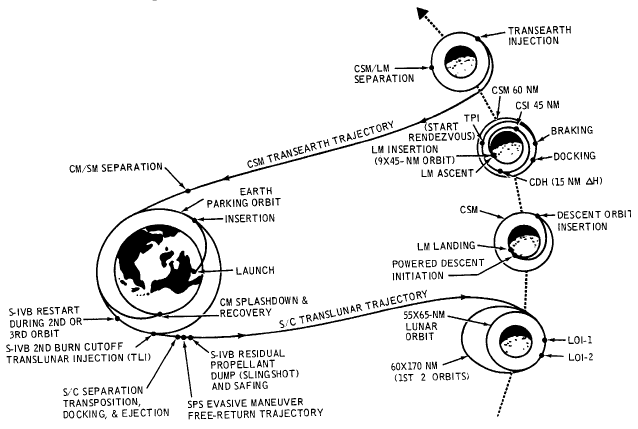 TRANSEARTH
INJECTION
CSM/LM
SEPARATION
CSM 60 NM
CSI 45 NM
TPI
(START
RENDEZVOUS)
BRAKING
LM INSERTION
(9X45-NM ORBIT)
DOCKING
LM ASCENT
CDH (15 NM ΔH)
CSM TRANSEARTH TRAJECTORY
CM/SM SEPARATION
EARTH
PARKING ORBIT
INSERTION
CSM
DESCENT ORBIT
INSERTION
LM LANDING
POWERED DESCENT
INITIATION
LAUNCH
CM SPLASHDOWN &
RECOVERY
S/C TRANSLUNAR TRAJECTORY
S-IVB RESTART
DURING 2ND OR
3RD ORBIT
S-IVB 2ND BURN CUTOFF
TRANSLUNAR INJECTION (TLI)
55X65-NM
LUNAR
ORBIT
LOI-1
LOI-2
60X170 NM
(1ST 2 ORBITS)
S-IVB RESIDUAL
PROPELLANT
DUMP (SLINGSHOT)
AND SAFING
S/C SEPARATION
TRANSPOSITION,
DOCKING, & EJECTION
SPS EVASIVE MANEUVER
FREE-RETURN TRAJECTORY